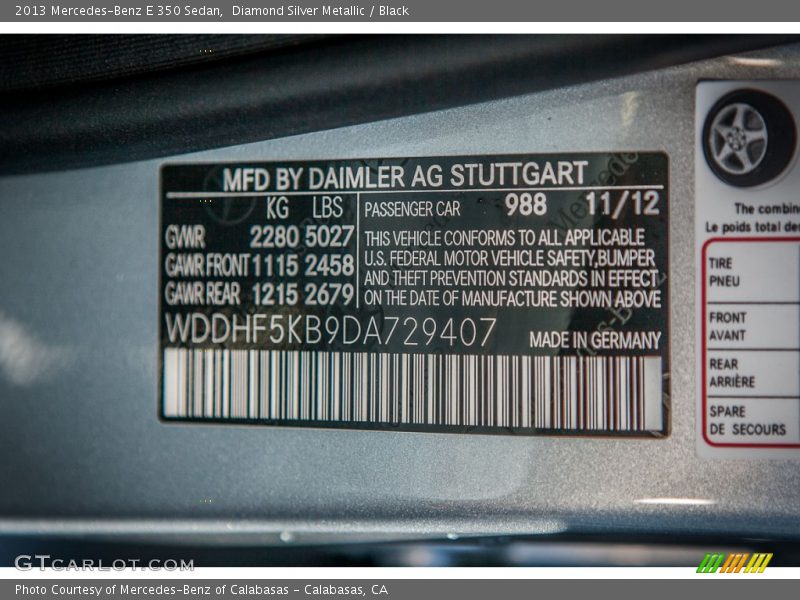 2013 Mercedes-Benz E 350 Sedan, Diamond Silver Metallic / Black
MFD BY DAIMLER AG STUTTGART
KG LBS
PASSENGER CAR 988 11/12
GWR 2280 5027
GAWR FRONT 1115 2458
GAWR REAR 1215 2679
THIS VEHICLE CONFORMS TO ALL APPLICABLE
U.S. FEDERAL MOTOR VEHICLE SAFETY, BUMPER
AND THEFT PREVENTION STANDARDS IN EFFECT
ON THE DATE OF MANUFACTURE SHOWN ABOVE
WDDHF5KB9DA729407 MADE IN GERMANY
The combin
Le poids total de
TIRE
PNEU
FRONT
AVANT
REAR
ARRIÈRE
SPARE
DE SECOURS
GTCARLOT.COM
Photo Courtesy of Mercedes-Benz of Calabasas - Calabasas, CA